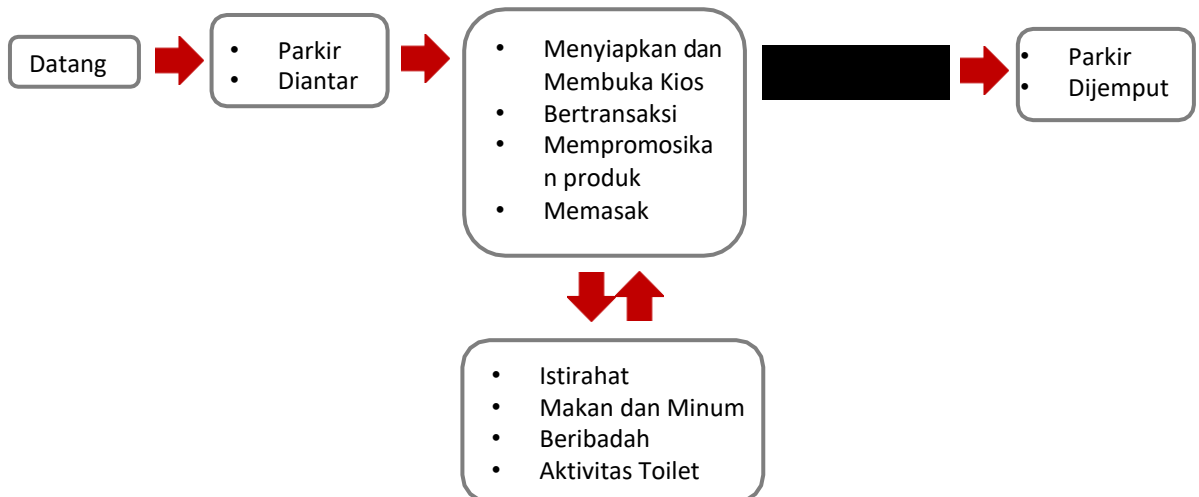 Datang
• Parkir
• Diantar
• Menyiapkan dan
Membuka Kios
• Bertransaksi
• Mempromosika
n produk
• Memasak
• Parkir
• Dijemput
• Istirahat
• Makan dan Minum
• Beribadah
• Aktivitas Toilet